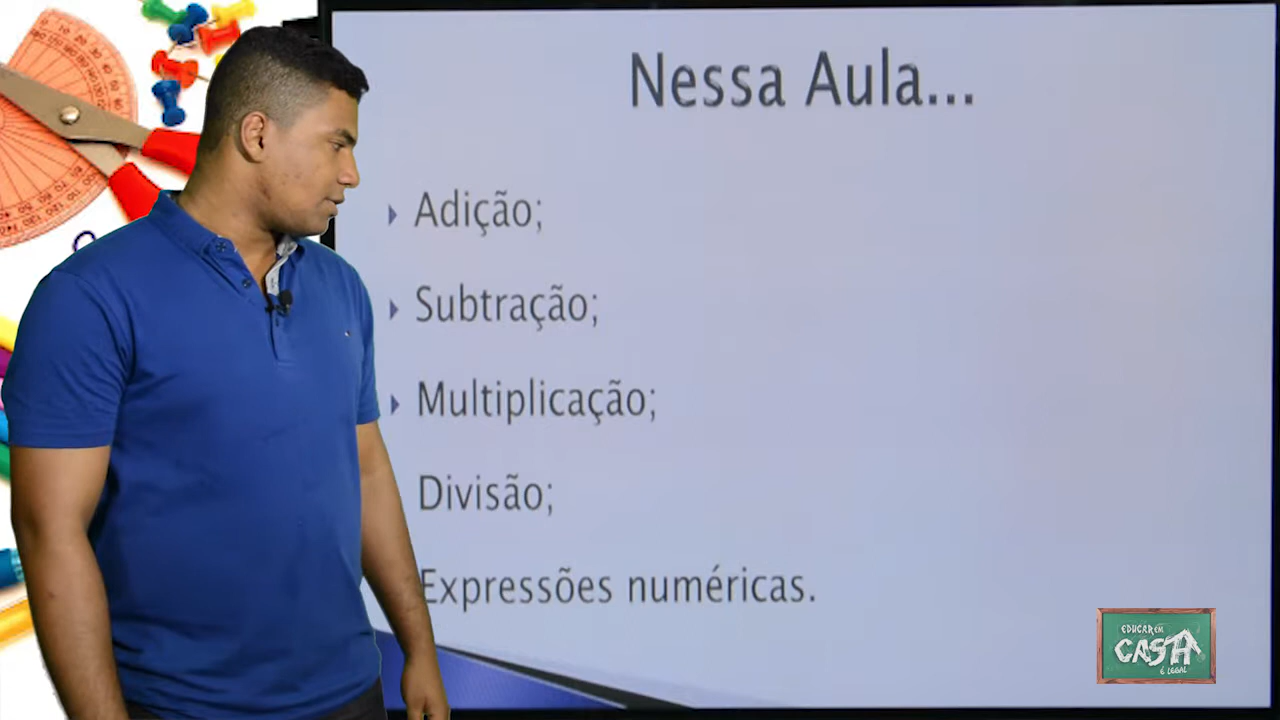 Nessa Aula...
Adição;
Subtração;
Multiplicação;
Divisão;
Expressões numéricas.
EDUCAR EM
CASA
É LEGAL